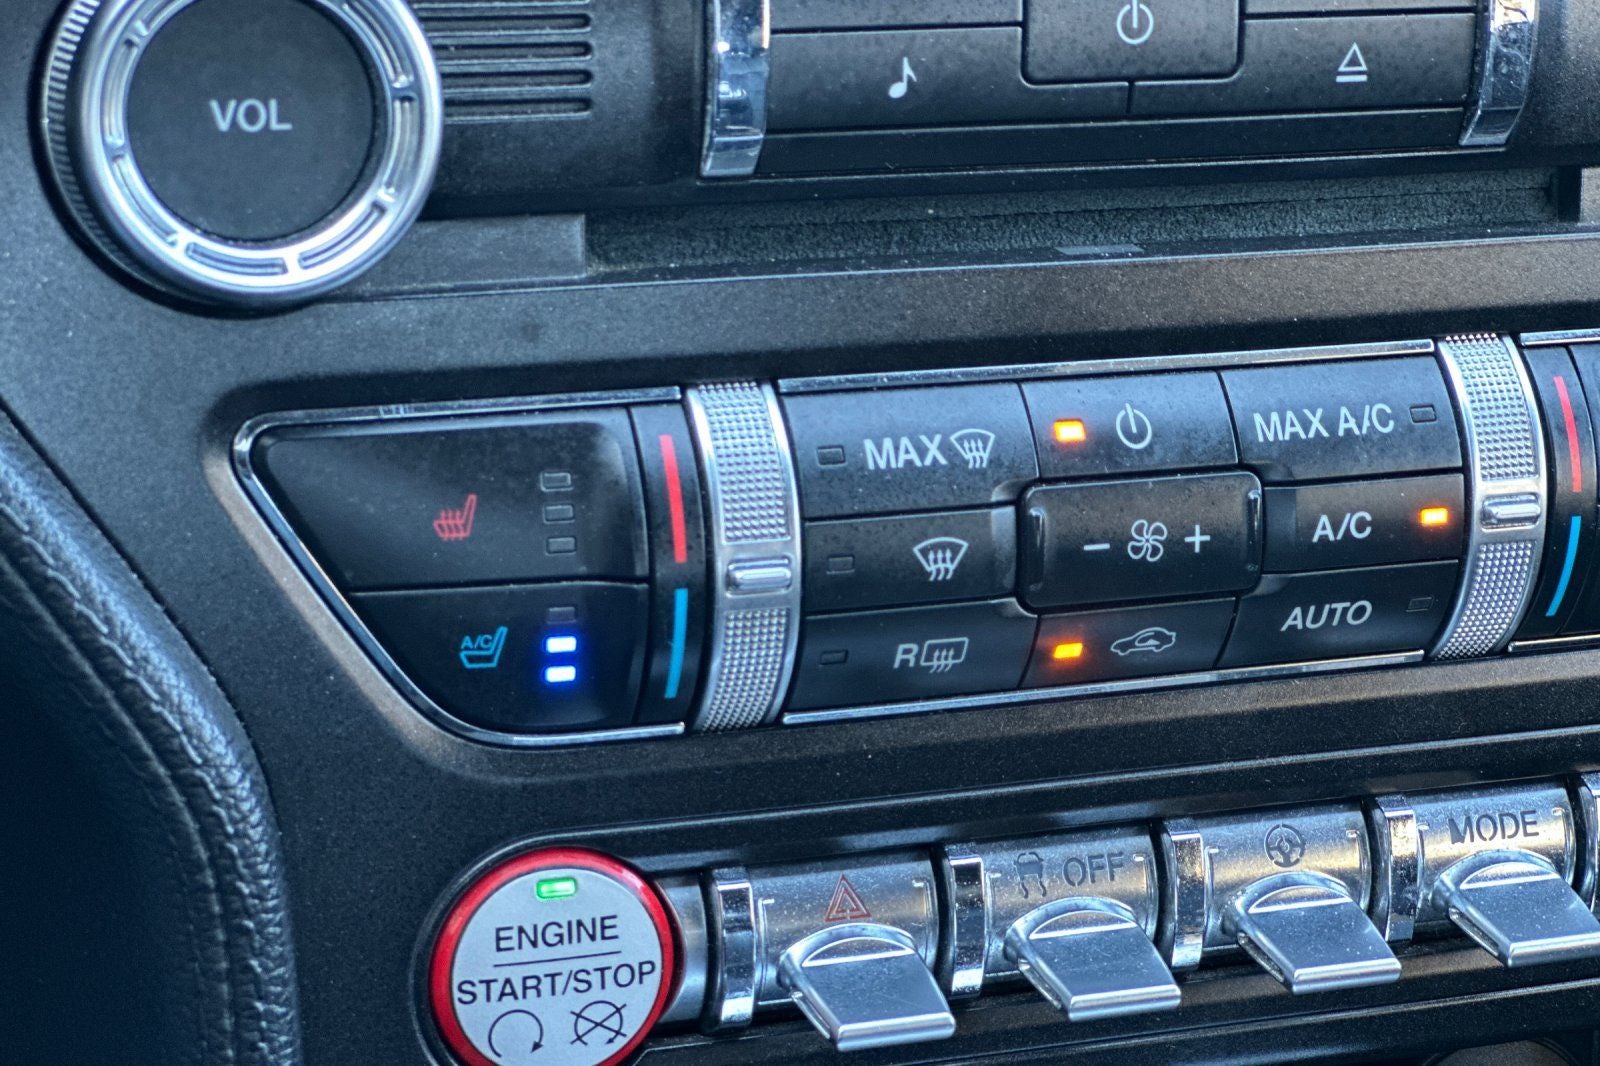 VOL
MAX
MAX A/C
- +
A/C
A/C
R
AUTO
MODE
OFF
ENGINE
START/STOP